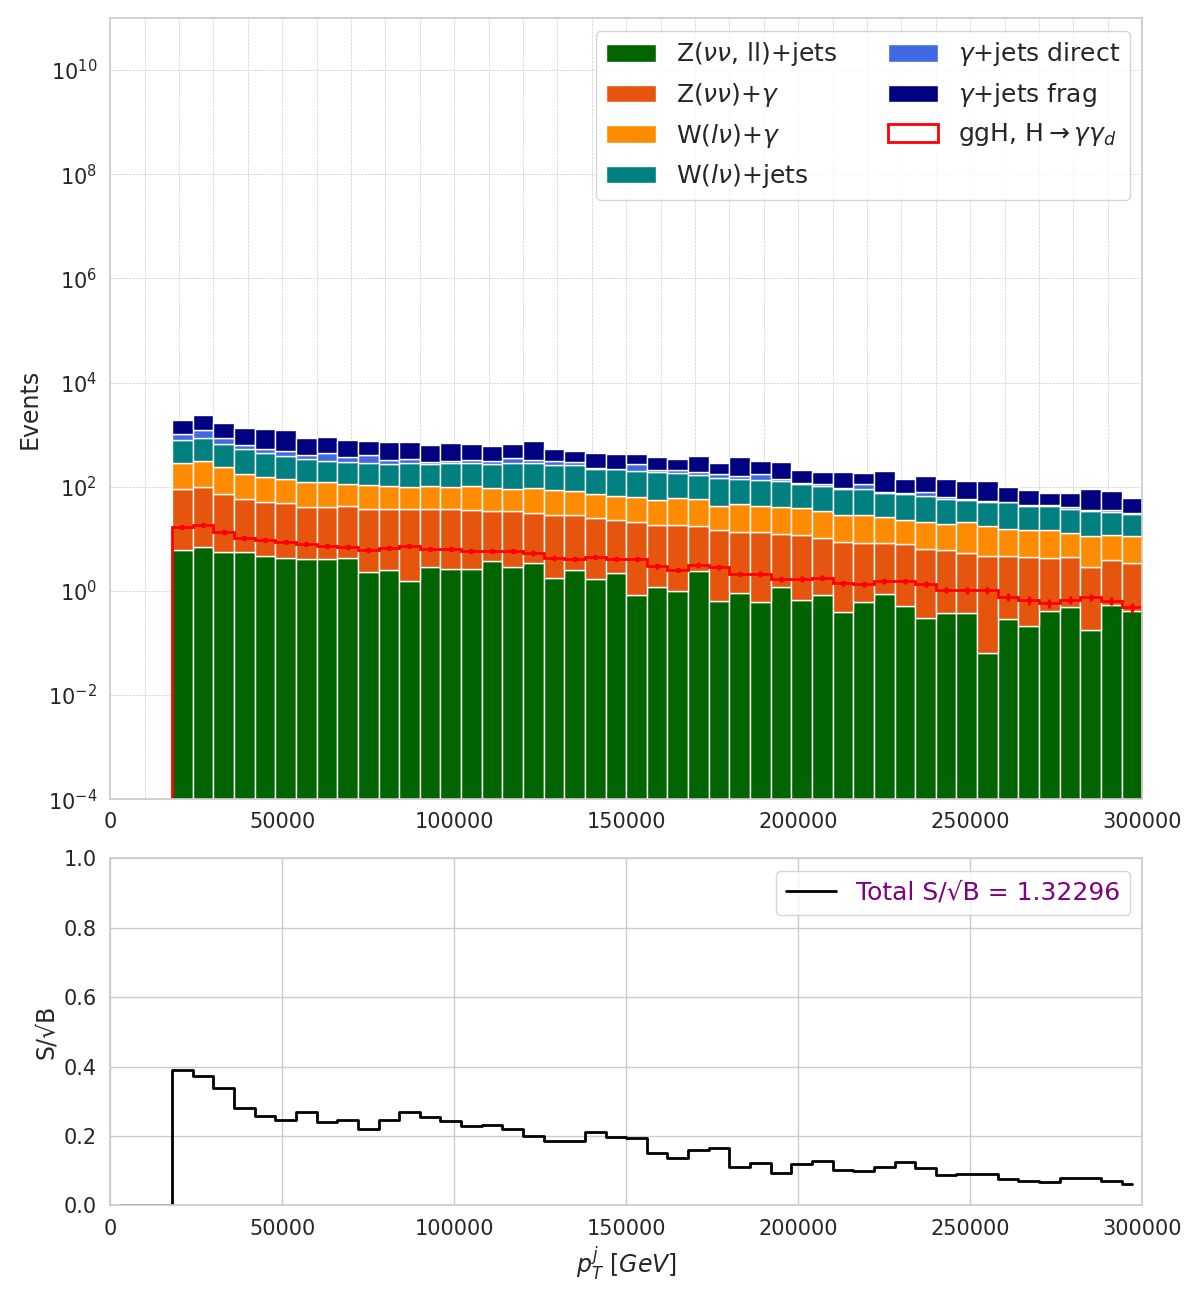 Z(νν, ll)+jets
Z(νν)+γ
W(lν)+γ
W(lν)+jets
γ+jets direct
γ+jets frag
ggH, H→γγ_d
Events
10^10
10^8
10^6
10^4
10^2
10^0
10^−2
10^−4
0 50000 100000 150000 200000 250000 300000
Total S/√B = 1.32296
S/√B
1.0
0.8
0.6
0.4
0.2
0.0
0 50000 100000 150000 200000 250000 300000
p_T^j [GeV]